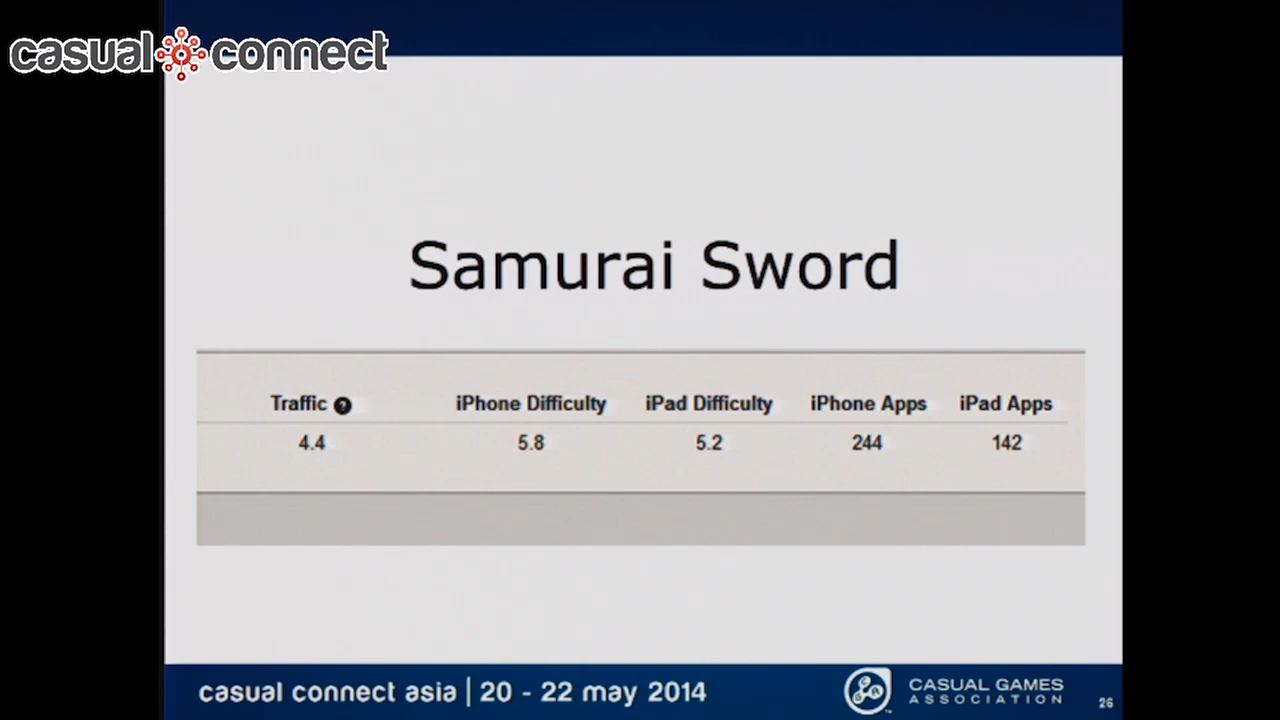 casual connect
Samurai Sword
Traffic ? iPhone Difficulty iPad Difficulty iPhone Apps iPad Apps
4.4 5.8 5.2 244 142
casual connect asia | 20 - 22 may 2014
CASUAL GAMES
ASSOCIATION
26